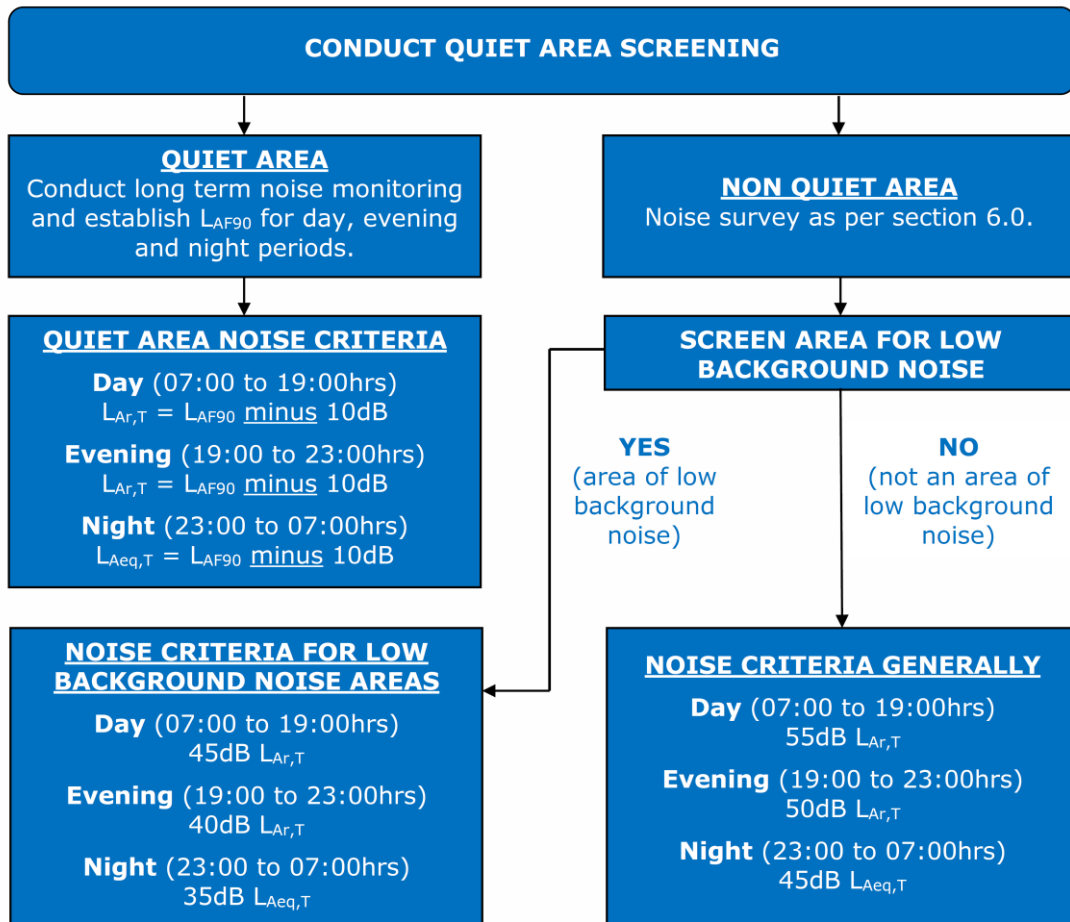 CONDUCT QUIET AREA SCREENING
QUIET AREA
Conduct long term noise monitoring
and establish LAF90 for day, evening
and night periods.
NON QUIET AREA
Noise survey as per section 6.0.
QUIET AREA NOISE CRITERIA
Day (07:00 to 19:00hrs)
LAr,T = LAF90 minus 10dB
Evening (19:00 to 23:00hrs)
LAr,T = LAF90 minus 10dB
Night (23:00 to 07:00hrs)
LAeq,T = LAF90 minus 10dB
SCREEN AREA FOR LOW
BACKGROUND NOISE
YES
(area of low
background
noise)
NO
(not an area of
low background
noise)
NOISE CRITERIA FOR LOW
BACKGROUND NOISE AREAS
Day (07:00 to 19:00hrs)
45dB LAr,T
Evening (19:00 to 23:00hrs)
40dB LAr,T
Night (23:00 to 07:00hrs)
35dB LAeq,T
NOISE CRITERIA GENERALLY
Day (07:00 to 19:00hrs)
55dB LAr,T
Evening (19:00 to 23:00hrs)
50dB LAr,T
Night (23:00 to 07:00hrs)
45dB LAeq,T